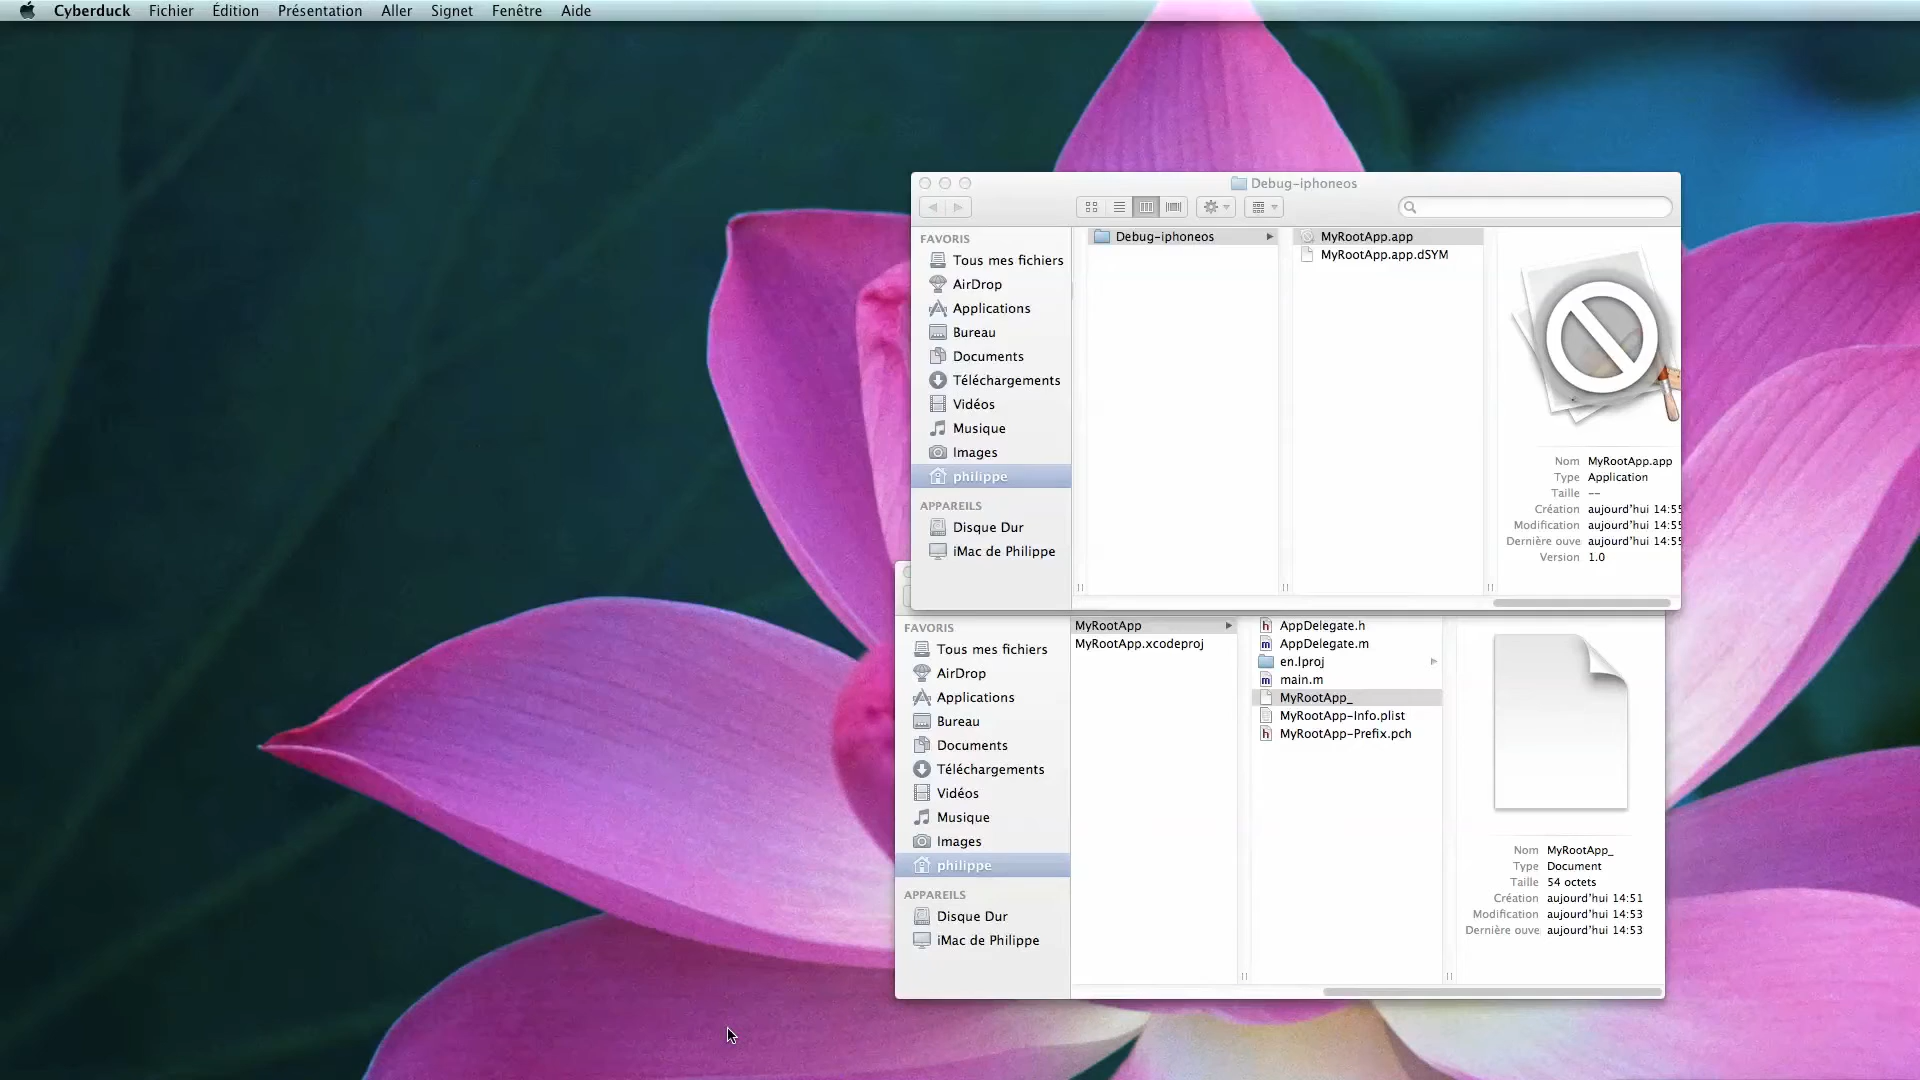 Cyberduck Fichier Édition Présentation Aller Signet Fenêtre Aide
Debug-iphoneos
FAVORIS
Tous mes fichiers
AirDrop
Applications
Bureau
Documents
Téléchargements
Vidéos
Musique
Images
philippe
APPAREILS
Disque Dur
iMac de Philippe
Debug-iphoneos
MyRootApp.app
MyRootApp.app.dSYM
Nom MyRootApp.app
Type Application
Taille --
Création aujourd'hui 14:55
Modification aujourd'hui 14:55
Dernière ouve aujourd'hui 14:55
Version 1.0
FAVORIS
Tous mes fichiers
AirDrop
Applications
Bureau
Documents
Téléchargements
Vidéos
Musique
Images
philippe
APPAREILS
Disque Dur
iMac de Philippe
MyRootApp
MyRootApp.xcodeproj
AppDelegate.h
AppDelegate.m
en.lproj
main.m
MyRootApp_
MyRootApp-Info.plist
MyRootApp-Prefix.pch
Nom MyRootApp_
Type Document
Taille 54 octets
Création aujourd'hui 14:51
Modification aujourd'hui 14:53
Dernière ouve aujourd'hui 14:53